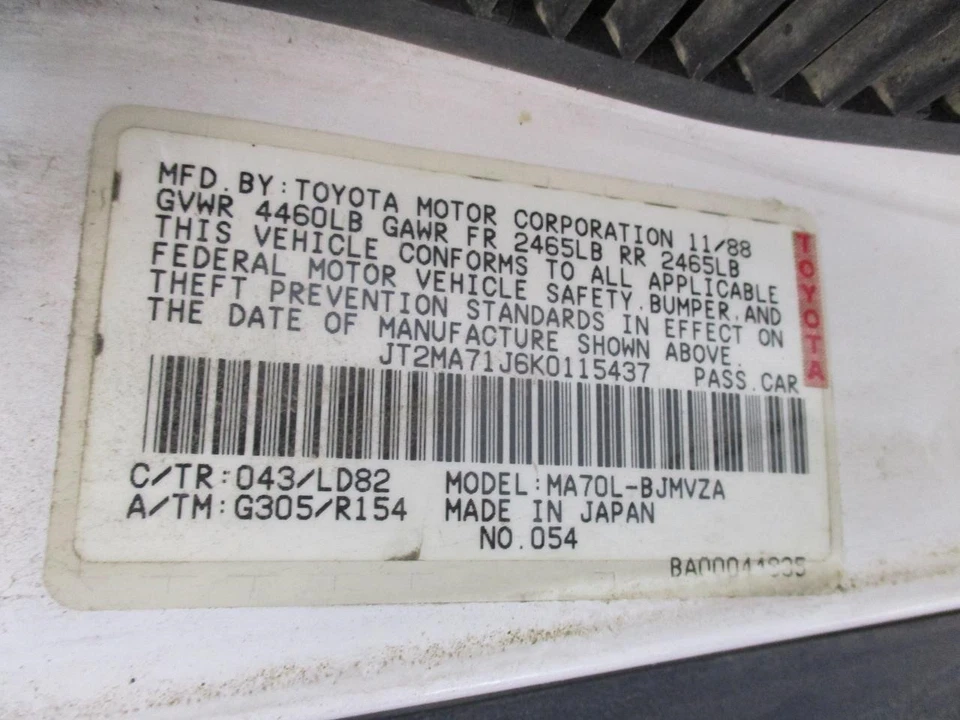 MFD. BY: TOYOTA MOTOR CORPORATION 11/88
GVWR 4460LB GAWR FR 2465LB RR 2465LB
THIS VEHICLE CONFORMS TO ALL APPLICABLE
FEDERAL MOTOR VEHICLE SAFETY, BUMPER, AND
THEFT PREVENTION STANDARDS IN EFFECT ON
THE DATE OF MANUFACTURE SHOWN ABOVE.
JT2MA71J6K0115437 PASS.CAR
TOYOTA
C/TR:043/LD82 MODEL:MA70L-BJMVZA
A/TM:G305/R154 MADE IN JAPAN
NO.054